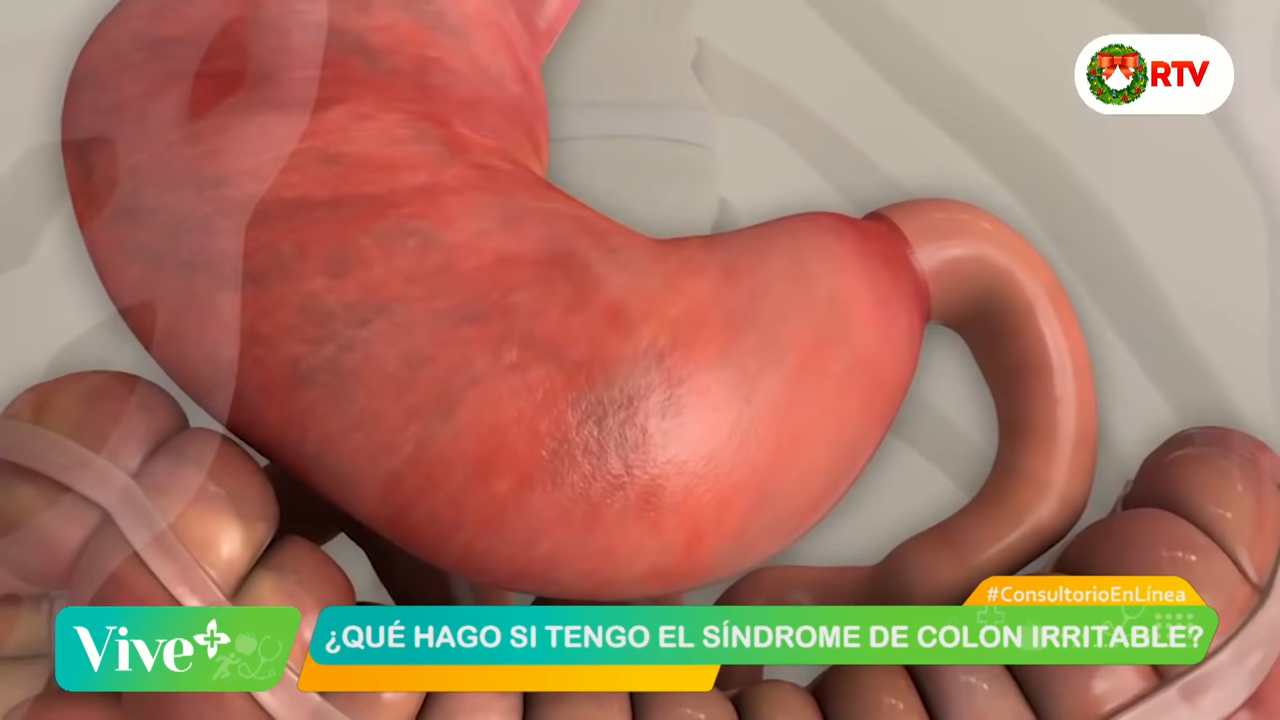 RTV
#ConsultorioEnLínea
Vive+
¿QUÉ HAGO SI TENGO EL SÍNDROME DE COLON IRRITABLE?